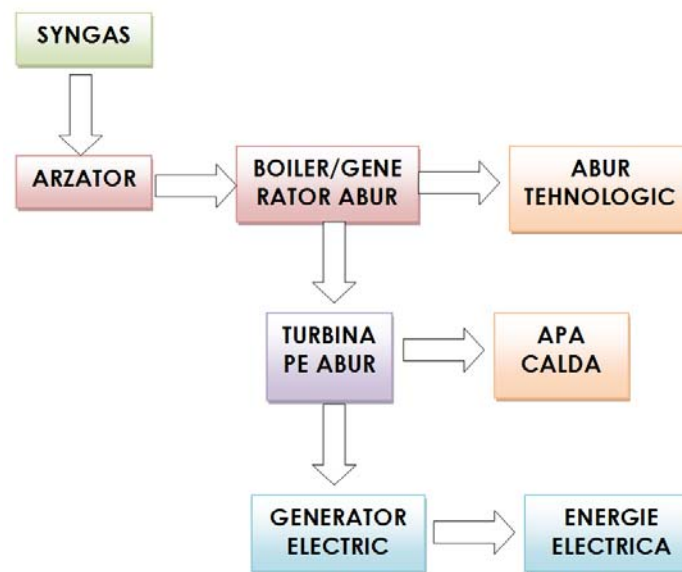 SYNGAS
ARZATOR
BOILER/GENE
RATOR ABUR
ABUR
TEHNOLOGIC
TURBINA
PE ABUR
APA
CALDA
GENERATOR
ELECTRIC
ENERGIE
ELECTRICA